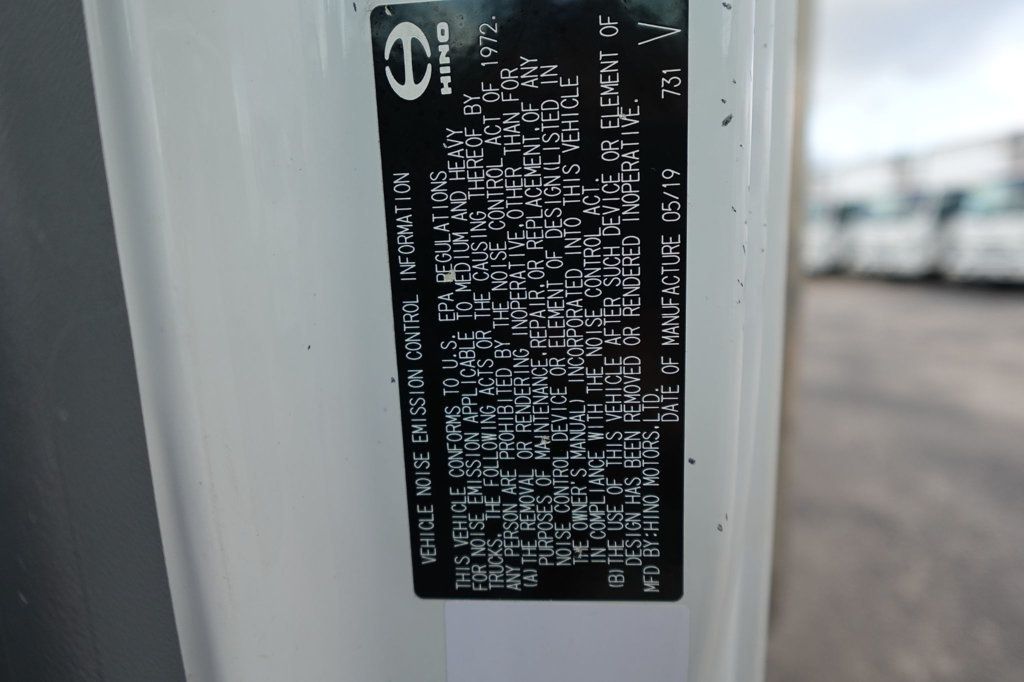 HINO
VEHICLE NOISE EMISSION CONTROL INFORMATION
THIS VEHICLE CONFORMS TO U.S. EPA REGULATIONS
FOR NOISE EMISSION APPLICABLE TO MEDIUM AND HEAVY
TRUCKS. THE FOLLOWING ACTS OR THE CAUSING THEREOF BY
ANY PERSON ARE PROHIBITED BY THE NOISE CONTROL ACT OF 1972.
(A) THE REMOVAL OR RENDERING INOPERATIVE,OTHER THAN FOR
PURPOSES OF MAINTENANCE,REPAIR,OR REPLACEMENT,OF ANY
NOISE CONTROL DEVICE OR ELEMENT OF DESIGN(LISTED IN
THE OWNER'S MANUAL) INCORPORATED INTO THIS VEHICLE
IN COMPLIANCE WITH THE NOISE CONTROL ACT.
(B) THE USE OF THIS VEHICLE AFTER SUCH DEVICE OR ELEMENT OF
DESIGN HAS BEEN REMOVED OR RENDERED INOPERATIVE.
MFD BY:HINO MOTORS,LTD.
DATE OF MANUFACTURE 05/19 731 V